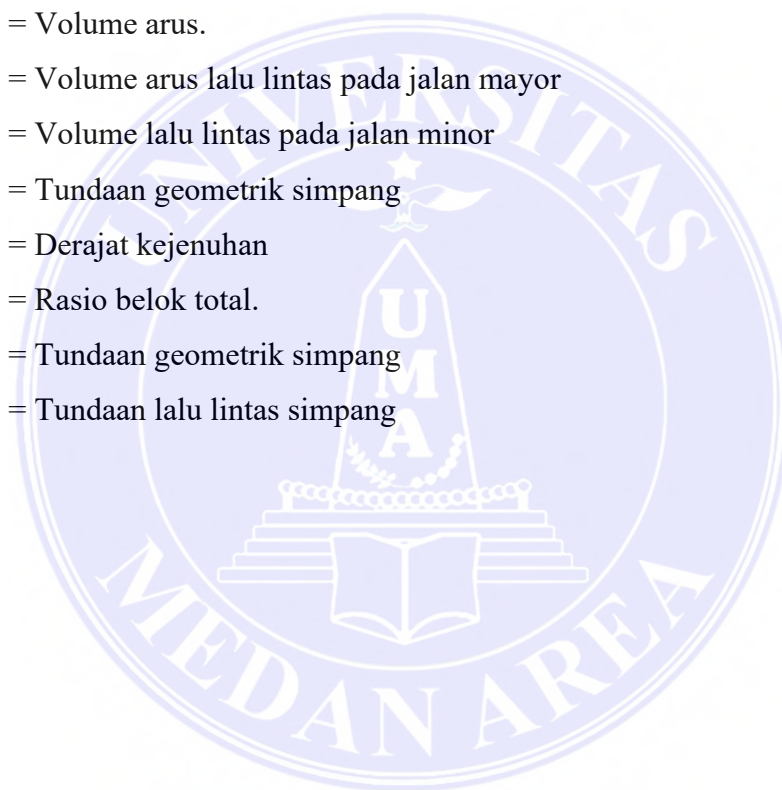 = Volume arus.
= Volume arus lalu lintas pada jalan mayor
= Volume lalu lintas pada jalan minor
= Tundaan geometrik simpang
= Derajat kejenuhan
= Rasio belok total.
= Tundaan geometrik simpang
= Tundaan lalu lintas simpang
UNIVERSITAS
UMA
MEDAN AREA